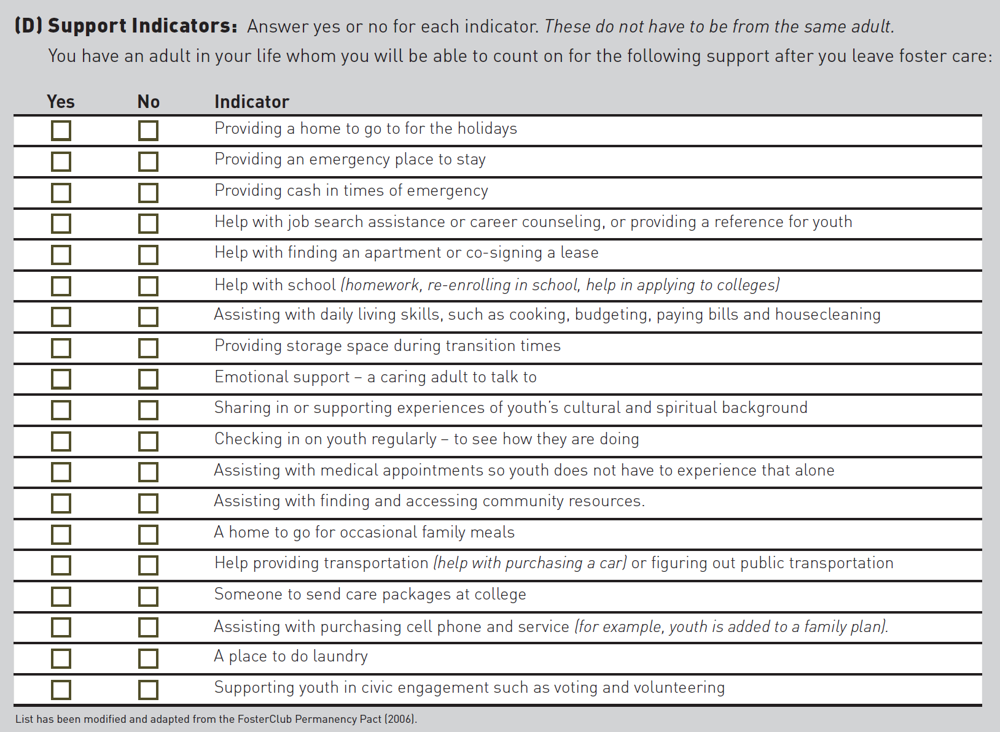 (D) Support Indicators: Answer yes or no for each indicator. These do not have to be from the same adult.
You have an adult in your life whom you will be able to count on for the following support after you leave foster care:
Yes No Indicator
Providing a home to go to for the holidays
Providing an emergency place to stay
Providing cash in times of emergency
Help with job search assistance or career counseling, or providing a reference for youth
Help with finding an apartment or co-signing a lease
Help with school (homework, re-enrolling in school, help in applying to colleges)
Assisting with daily living skills, such as cooking, budgeting, paying bills and housecleaning
Providing storage space during transition times
Emotional support – a caring adult to talk to
Sharing in or supporting experiences of youth’s cultural and spiritual background
Checking in on youth regularly – to see how they are doing
Assisting with medical appointments so youth does not have to experience that alone
Assisting with finding and accessing community resources.
A home to go for occasional family meals
Help providing transportation (help with purchasing a car) or figuring out public transportation
Someone to send care packages at college
Assisting with purchasing cell phone and service (for example, youth is added to a family plan).
A place to do laundry
Supporting youth in civic engagement such as voting and volunteering
List has been modified and adapted from the FosterClub Permanency Pact (2006).